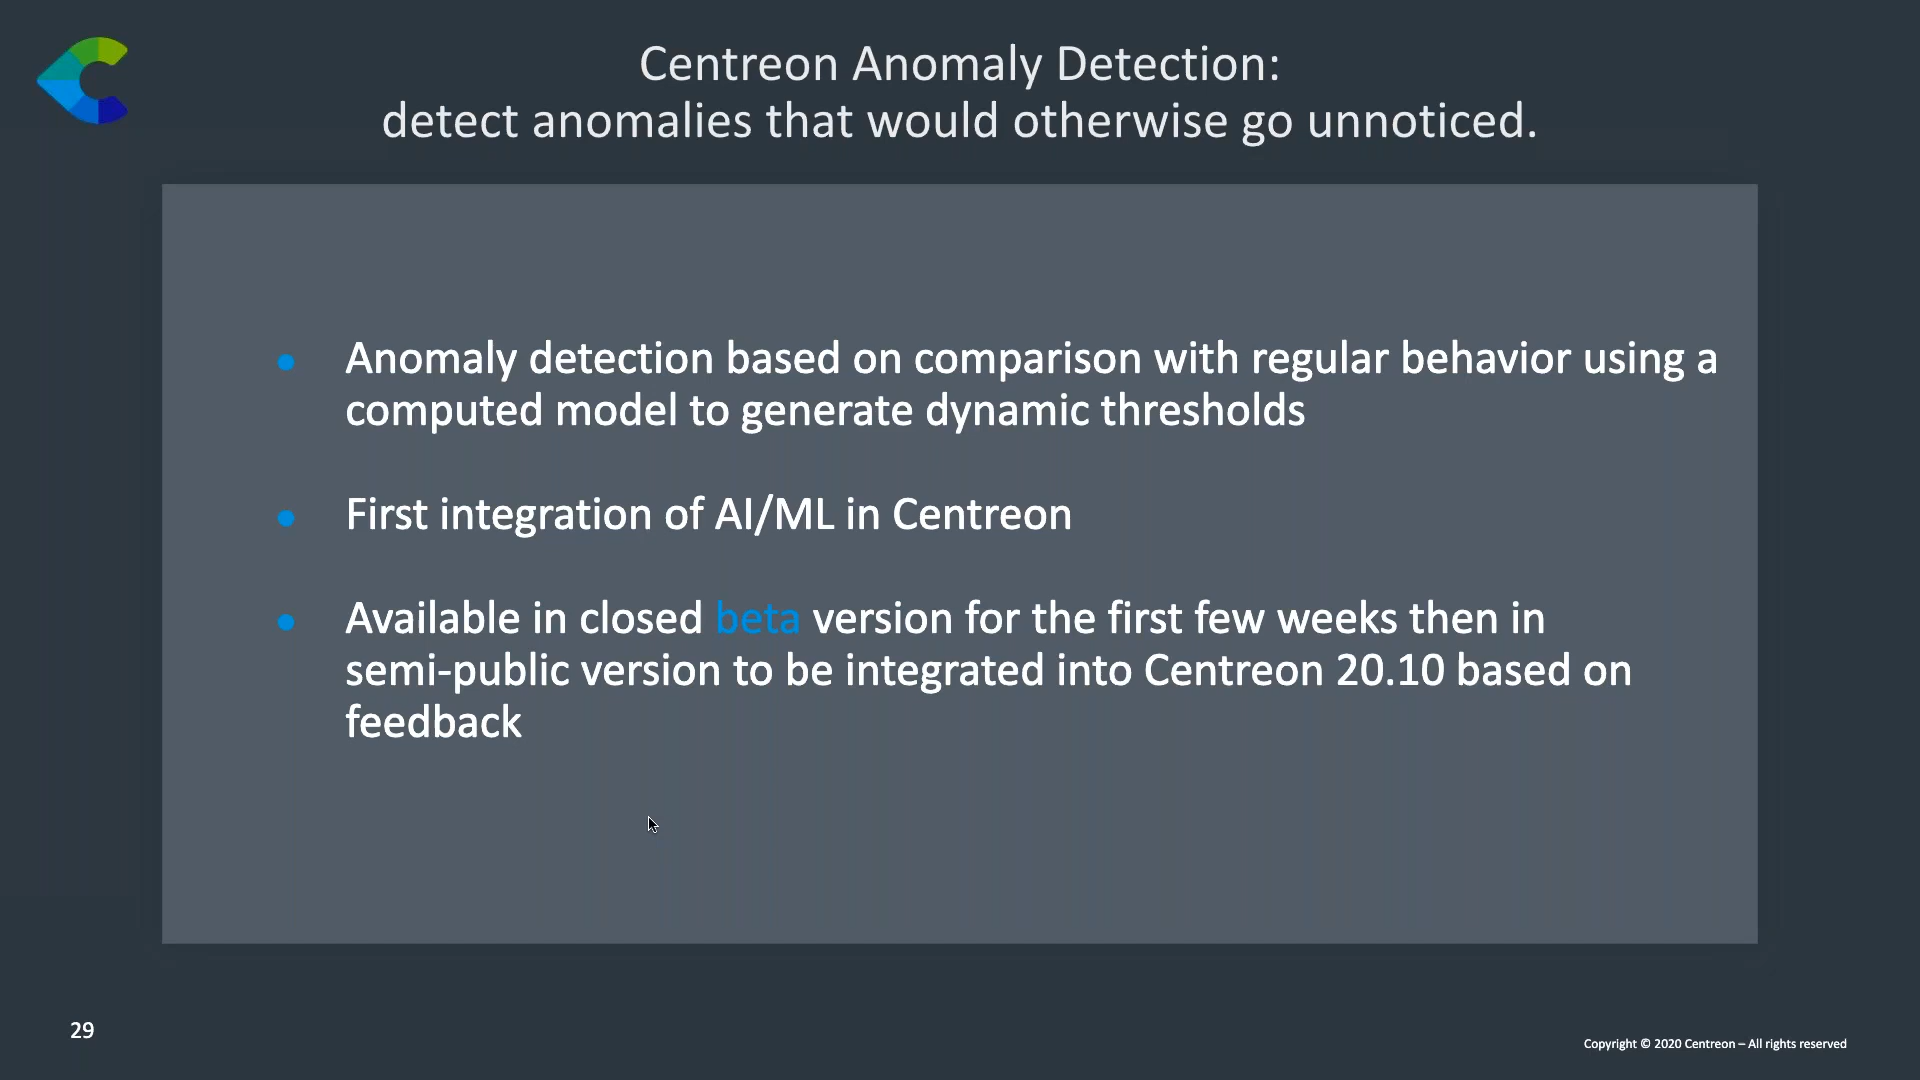 Centreon Anomaly Detection:
detect anomalies that would otherwise go unnoticed.
Anomaly detection based on comparison with regular behavior using a
computed model to generate dynamic thresholds
First integration of AI/ML in Centreon
Available in closed beta version for the first few weeks then in
semi-public version to be integrated into Centreon 20.10 based on
feedback
29
Copyright © 2020 Centreon – All rights reserved